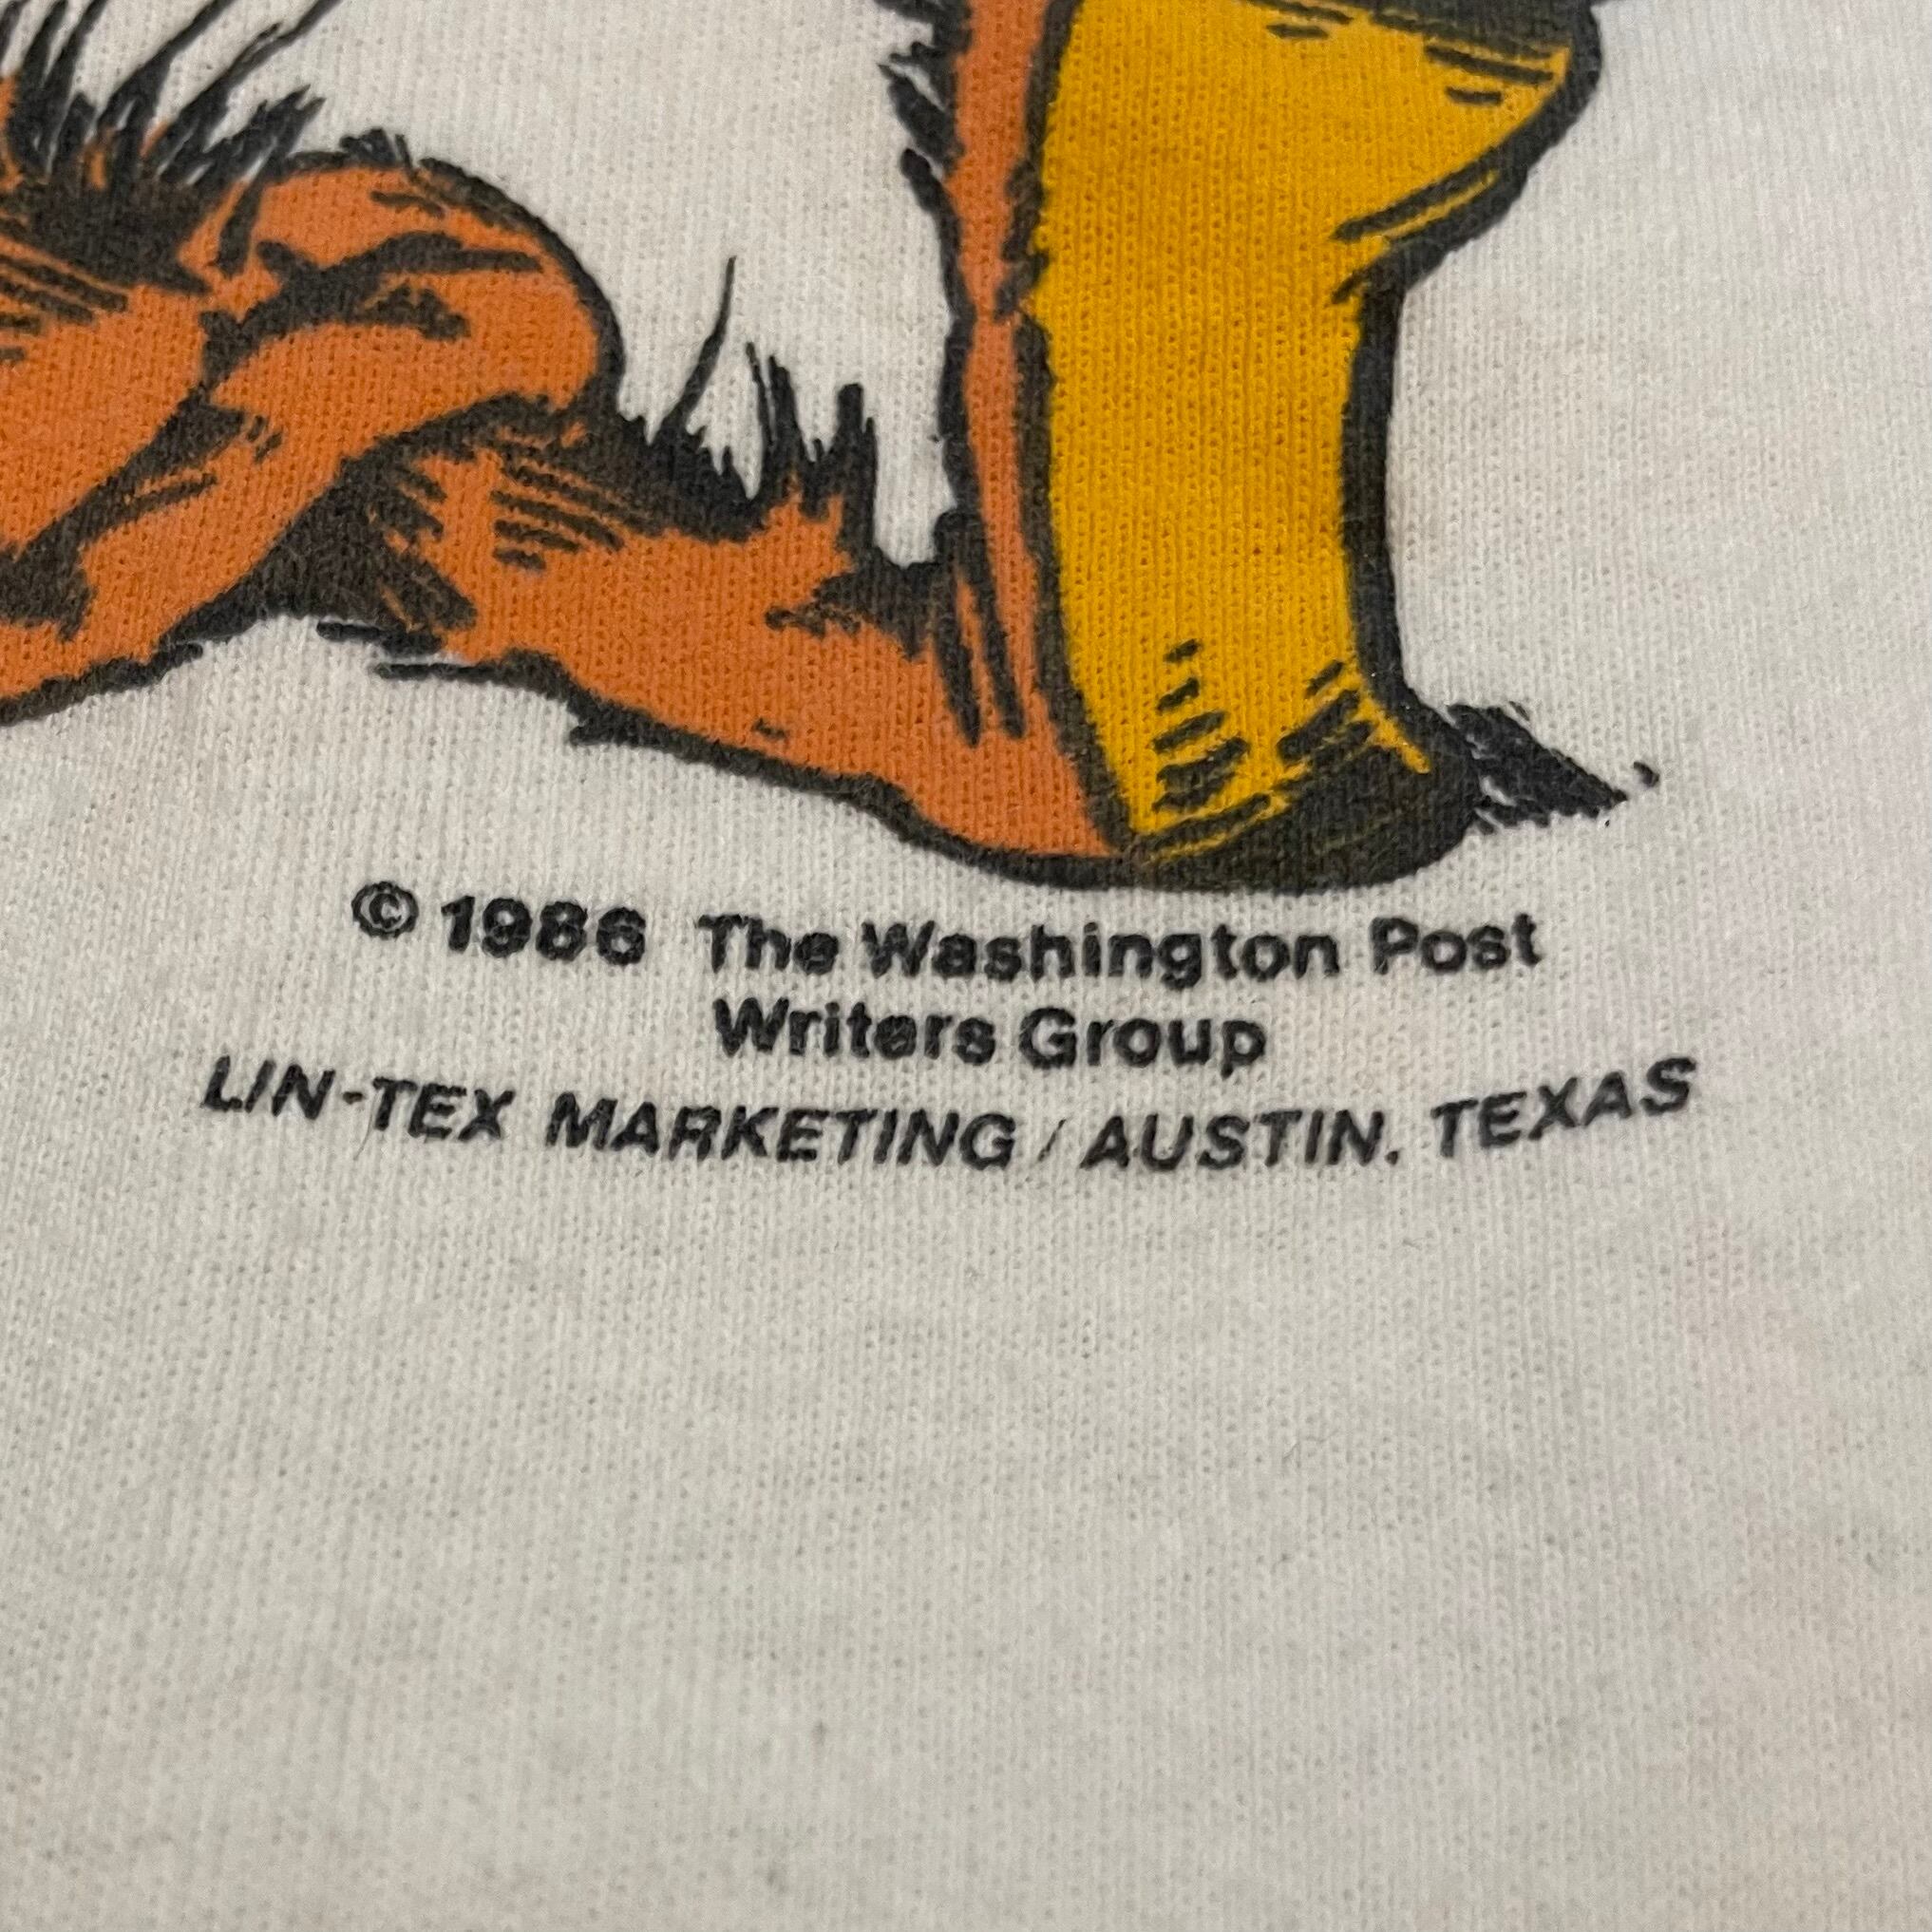 © 1986 The Washington Post
Writers Group
LIN-TEX MARKETING / AUSTIN, TEXAS